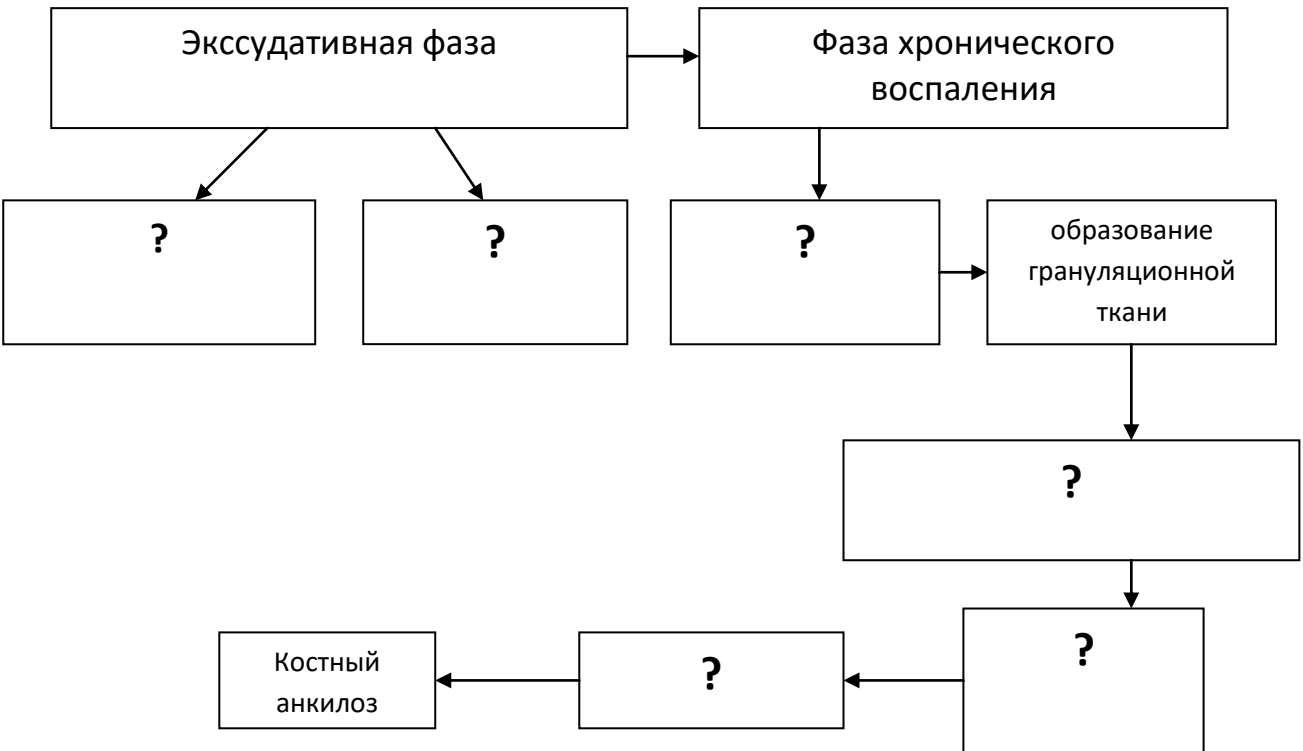 Экссудативная фаза
Фаза хронического
воспаления
?
?
?
образование
грануляционной
ткани
?
?
?
Костный
анкилоз